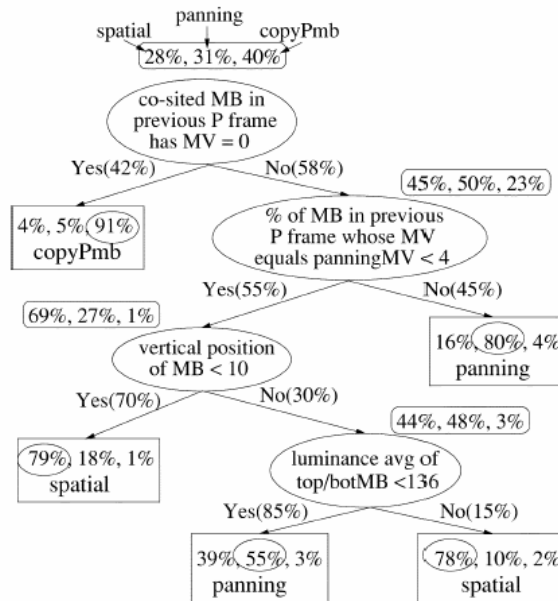 panning
spatial
copyPmb
28%, 31%, 40%
co-sited MB in
previous P frame
has MV = 0
Yes(42%)
No(58%)
45%, 50%, 23%
4%, 5%, 91%
copyPmb
% of MB in previous
P frame whose MV
equals panningMV < 4
Yes(55%)
No(45%)
69%, 27%, 1%
16%, 80%, 4%
panning
vertical position
of MB < 10
Yes(70%)
No(30%)
44%, 48%, 3%
79%, 18%, 1%
spatial
luminance avg of
top/botMB <136
Yes(85%)
No(15%)
39%, 55%, 3%
panning
78%, 10%, 2%
spatial